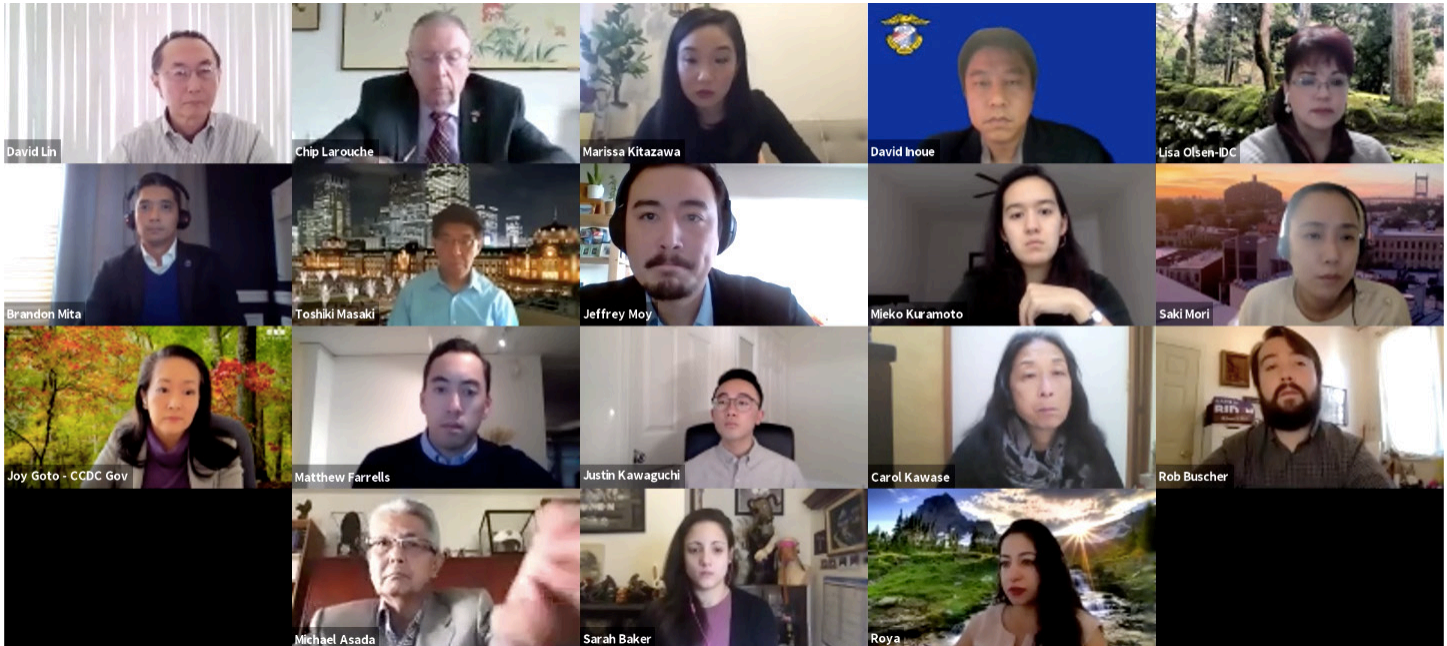 David Lin
Chip Larouche
Marissa Kitazawa
David Inoue
Lisa Olsen-IDC
Brandon Mita
Toshiki Masaki
Jeffrey Moy
Mieko Kuramoto
Saki Mori
Joy Goto - CCDC Gov
Matthew Farrells
Justin Kawaguchi
Carol Kawase
Rob Buscher
Michael Asada
Sarah Baker
Roya